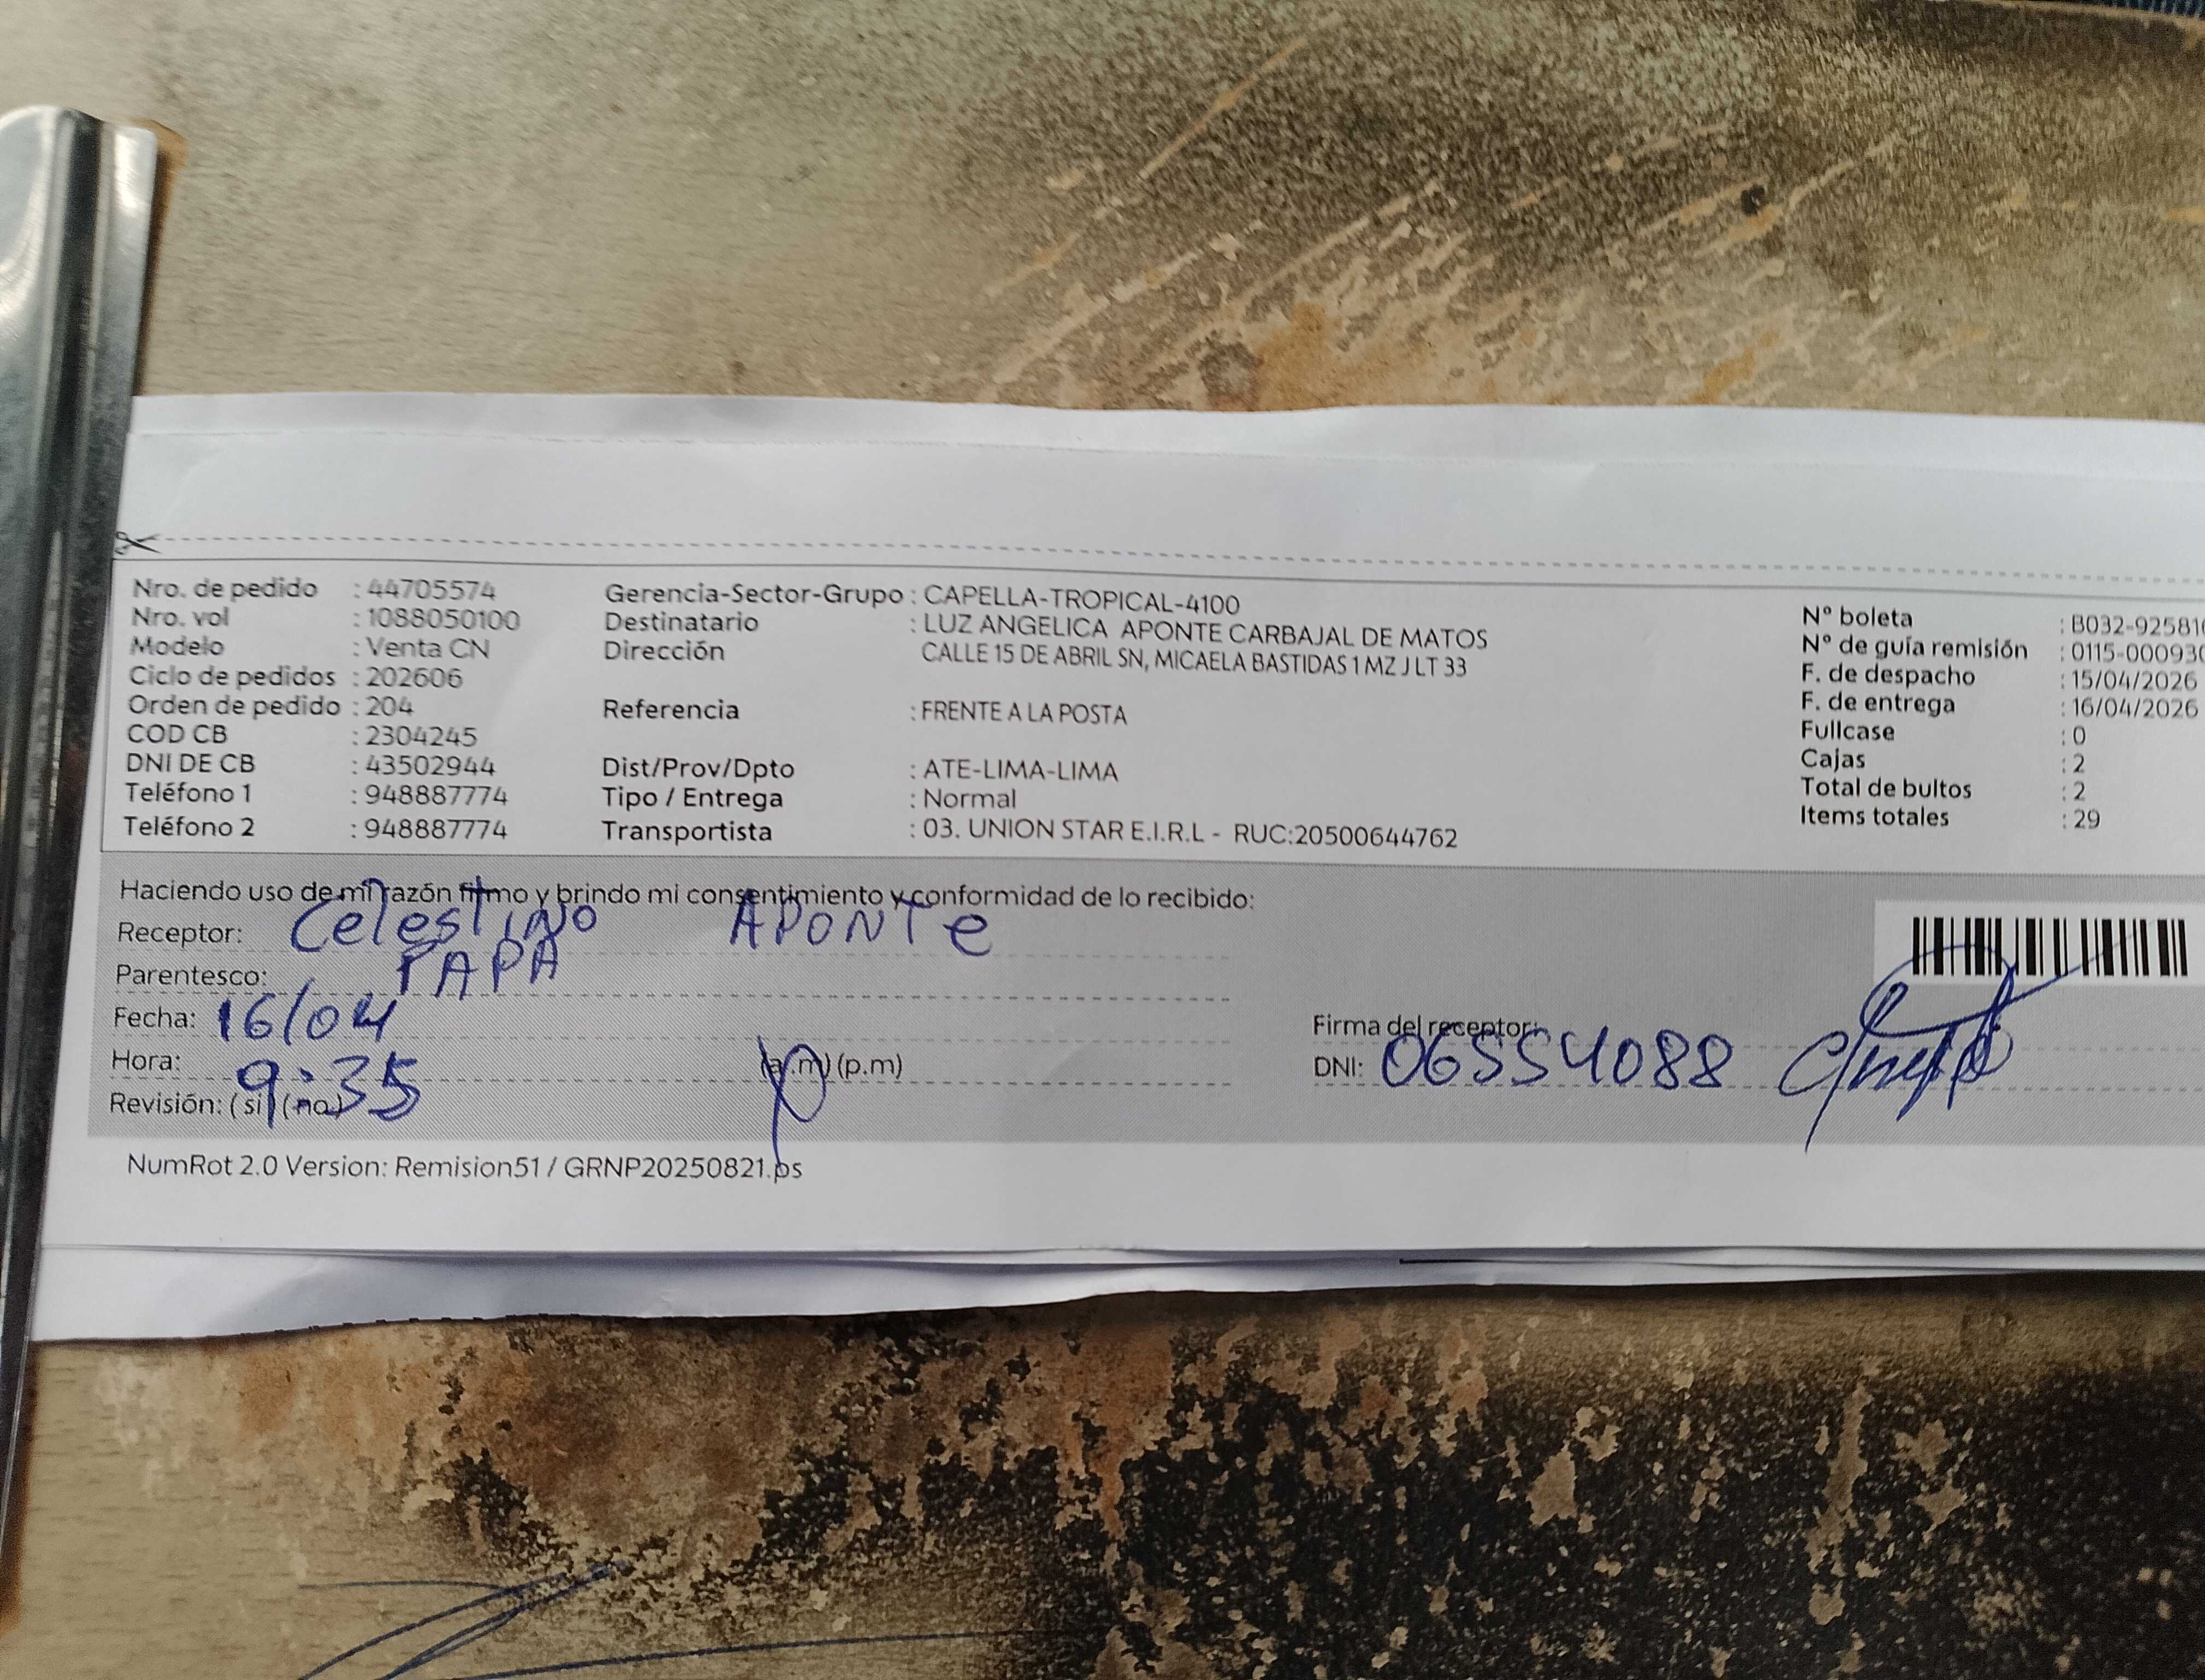 Nro. de pedido : 44705574
Nro. vol : 1088050100
Modelo : Venta CN
Ciclo de pedidos : 202606
Orden de pedido : 204
COD CB : 2304245
DNI DE CB : 43502944
Teléfono 1 : 948887774
Teléfono 2 : 948887774
Gerencia-Sector-Grupo : CAPELLA-TROPICAL-4100
Destinatario : LUZ ANGELICA APONTE CARBAJAL DE MATOS
Dirección CALLE 15 DE ABRIL SN, MICAELA BASTIDAS 1 MZ J LT 33
Referencia : FRENTE A LA POSTA
Dist/Prov/Dpto : ATE-LIMA-LIMA
Tipo / Entrega : Normal
Transportista : 03. UNION STAR E.I.R.L - RUC:20500644762
N° boleta : B032-92581
N° de guía remisión : 0115-00093
F. de despacho : 15/04/2026
F. de entrega : 16/04/2026
Fullcase : 0
Cajas : 2
Total de bultos : 2
Items totales : 29
Haciendo uso de mi razón firmo y brindo mi consentimiento y conformidad de lo recibido:
Receptor: Celestino APONTe
Parentesco: PAPA
Fecha: 16/04
Hora: 9:35 (a.m) (p.m)
Revisión: (si) (no)
Firma del receptor:
DNI: 06554088
NumRot 2.0 Version: Remision51 / GRNP20250821.ps